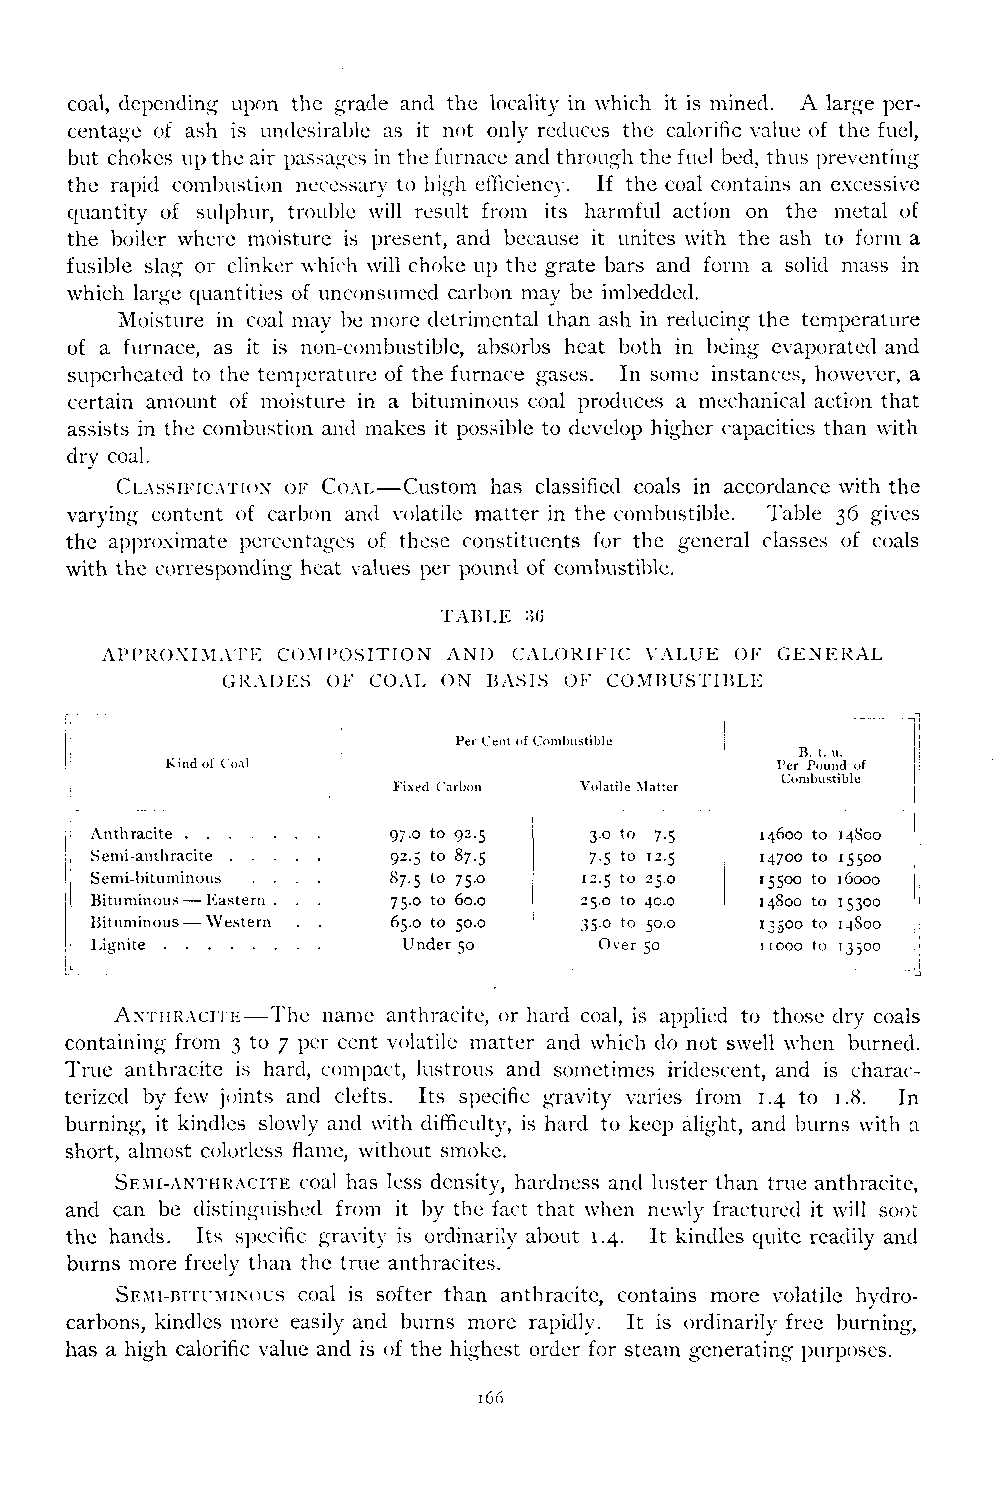 coal, depending upon the grade and the locality in which it is mined. A large per-
centage of ash is undesirable as it not only reduces the calorific value of the fuel,
but chokes up the air passages in the furnace and through the fuel bed, thus preventing
the rapid combustion necessary to high efficiency. If the coal contains an excessive
quantity of sulphur, trouble will result from its harmful action on the metal of
the boiler where moisture is present, and because it unites with the ash to form a
fusible slag or clinker which will choke up the grate bars and form a solid mass in
which large quantities of unconsumed carbon may be imbedded.
Moisture in coal may be more detrimental than ash in reducing the temperature
of a furnace, as it is non-combustible, absorbs heat both in being evaporated and
superheated to the temperature of the furnace gases. In some instances, however, a
certain amount of moisture in a bituminous coal produces a mechanical action that
assists in the combustion and makes it possible to develop higher capacities than with
dry coal.
CLASSIFICATION OF COAL—Custom has classified coals in accordance with the
varying content of carbon and volatile matter in the combustible. Table 36 gives
the approximate percentages of these constituents for the general classes of coals
with the corresponding heat values per pound of combustible.
TABLE 36
APPROXIMATE COMPOSITION AND CALORIFIC VALUE OF GENERAL
GRADES OF COAL ON BASIS OF COMBUSTIBLE
Kind of Coal
Per Cent of Combustible
Fixed Carbon Volatile Matter
B. t. u.
Per Pound of
Combustible
Anthracite . . . . . . . 97.0 to 92.5 3.0 to 7.5 14600 to 14800
Semi-anthracite . . . . . 92.5 to 87.5 7.5 to 12.5 14700 to 15500
Semi-bituminous . . . . 87.5 to 75.0 12.5 to 25.0 15500 to 16000
Bituminous—Eastern . . . 75.0 to 60.0 25.0 to 40.0 14800 to 15300
Bituminous—Western . . 65.0 to 50.0 35.0 to 50.0 13500 to 14800
Lignite . . . . . . . . Under 50 Over 50 11000 to 13500
ANTHRACITE—The name anthracite, or hard coal, is applied to those dry coals
containing from 3 to 7 per cent volatile matter and which do not swell when burned.
True anthracite is hard, compact, lustrous and sometimes iridescent, and is charac-
terized by few joints and clefts. Its specific gravity varies from 1.4 to 1.8. In
burning, it kindles slowly and with difficulty, is hard to keep alight, and burns with a
short, almost colorless flame, without smoke.
SEMI-ANTHRACITE coal has less density, hardness and luster than true anthracite,
and can be distinguished from it by the fact that when newly fractured it will soot
the hands. Its specific gravity is ordinarily about 1.4. It kindles quite readily and
burns more freely than the true anthracites.
SEMI-BITUMINOUS coal is softer than anthracite, contains more volatile hydro-
carbons, kindles more easily and burns more rapidly. It is ordinarily free burning,
has a high calorific value and is of the highest order for steam generating purposes.
166